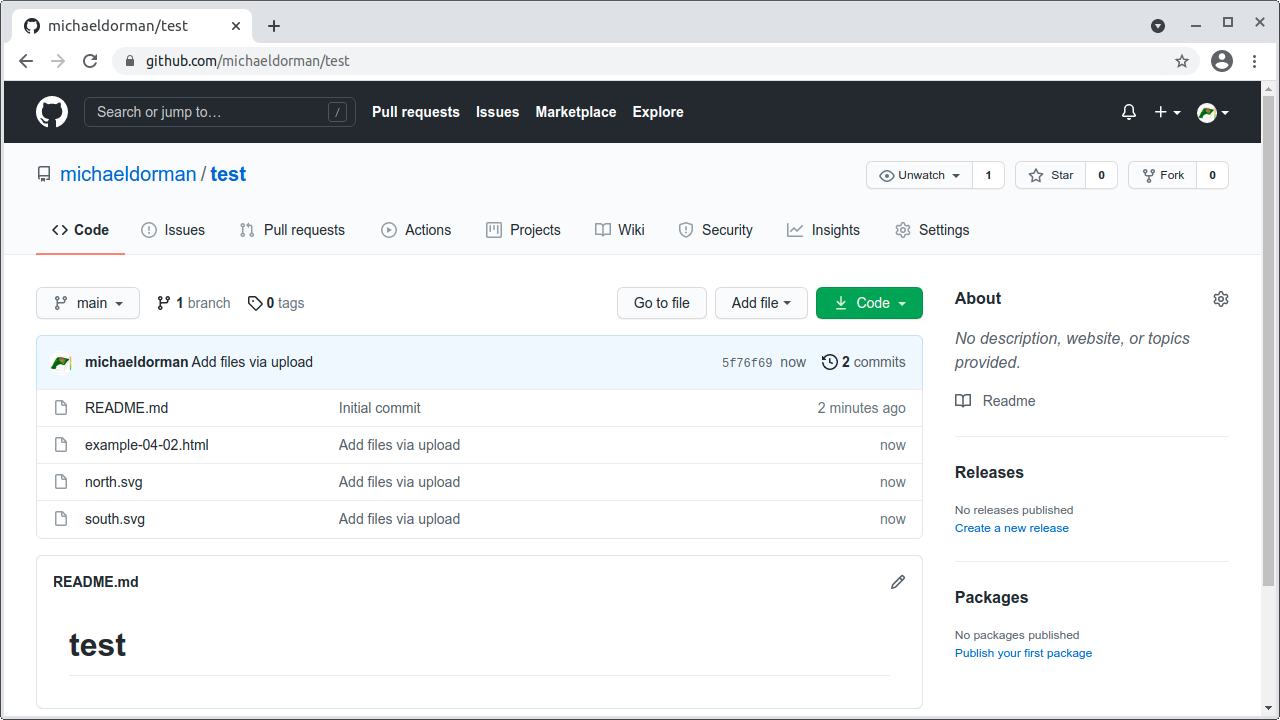 michaeldorman/test
github.com/michaeldorman/test
Search or jump to… / Pull requests Issues Marketplace Explore
michaeldorman / test Unwatch 1 Star 0 Fork 0
Code Issues Pull requests Actions Projects Wiki Security Insights Settings
main 1 branch 0 tags Go to file Add file Code
michaeldorman Add files via upload 5f76f69 now 2 commits
README.md Initial commit 2 minutes ago
example-04-02.html Add files via upload now
north.svg Add files via upload now
south.svg Add files via upload now
README.md
test
About
No description, website, or topics
provided.
Readme
Releases
No releases published
Create a new release
Packages
No packages published
Publish your first package